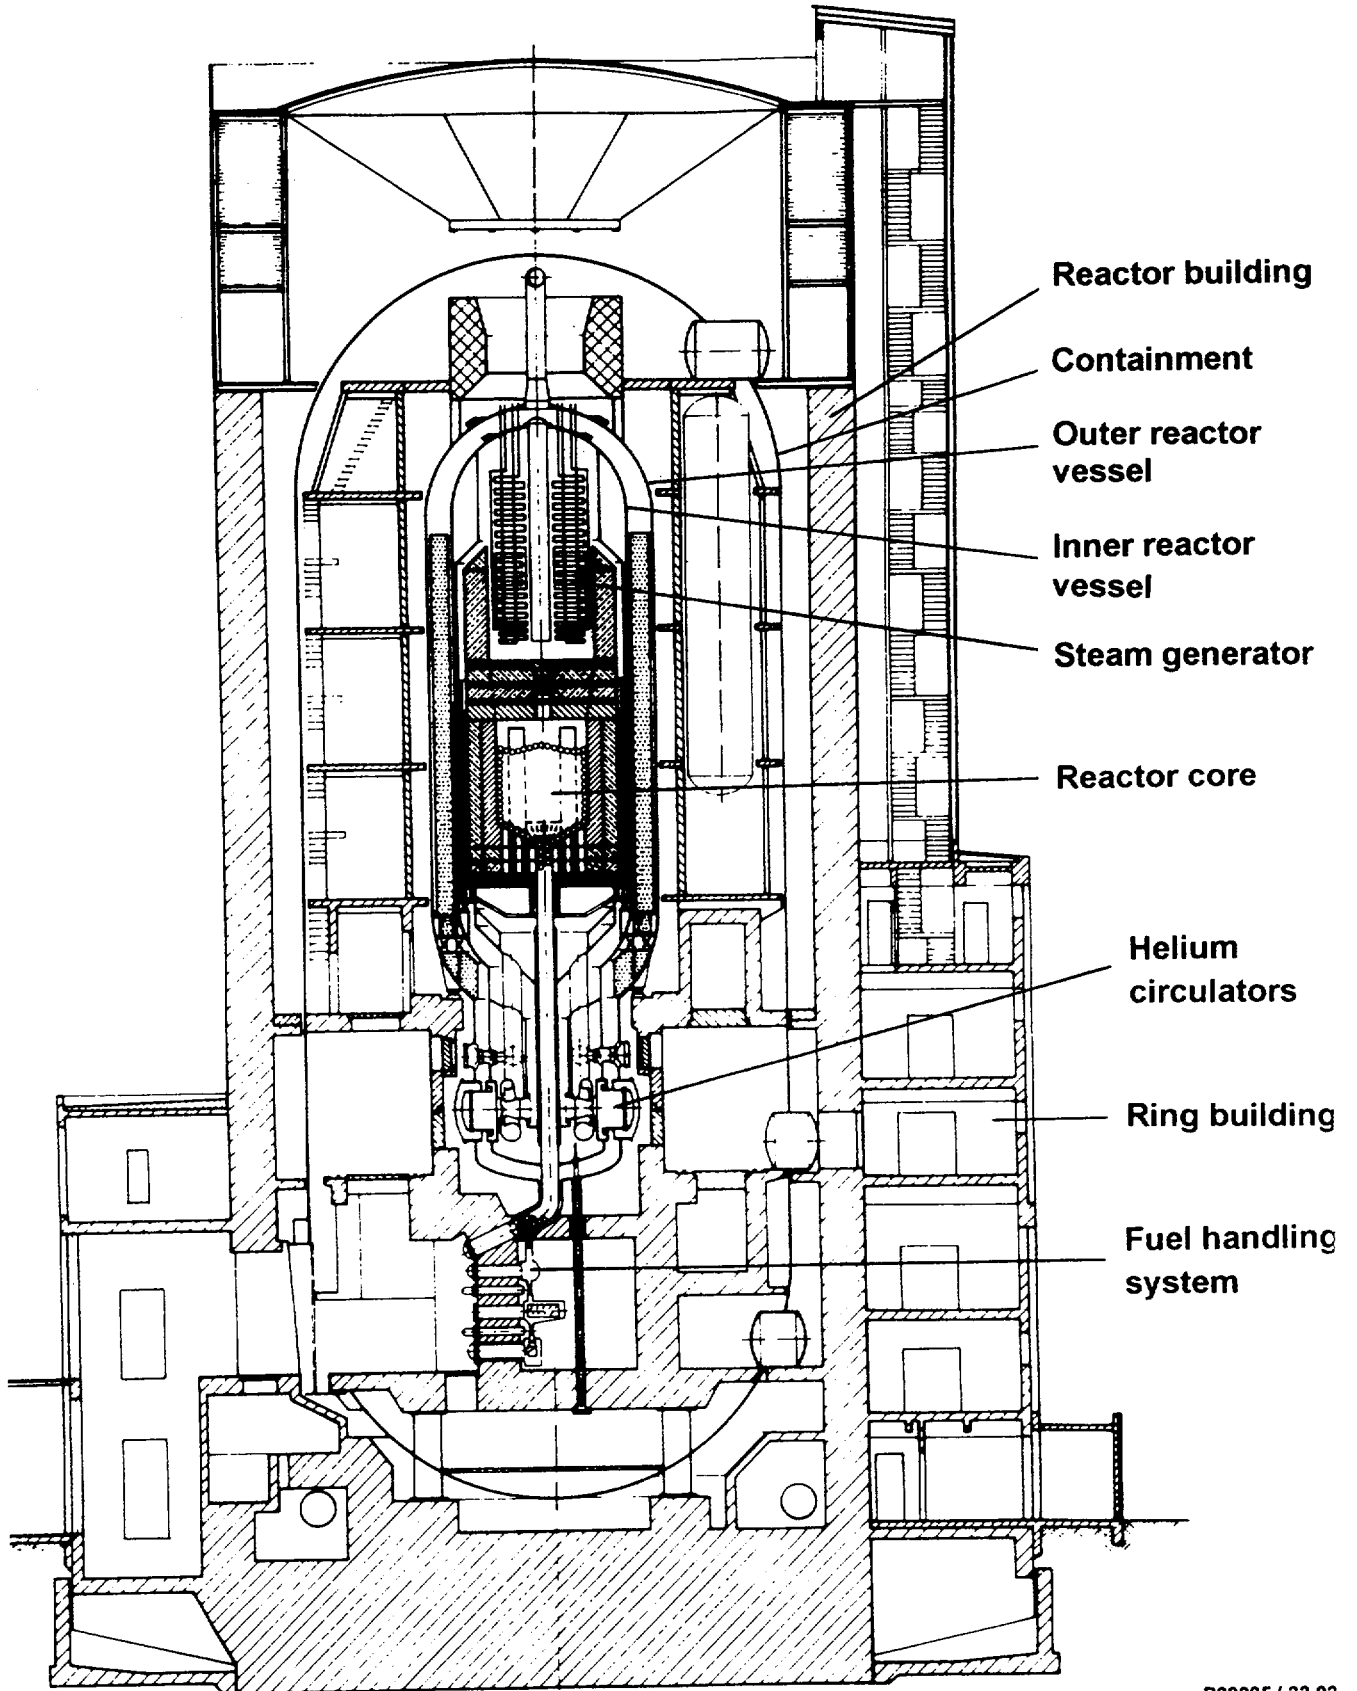 Reactor building
Containment
Outer reactor
vessel
Inner reactor
vessel
Steam generator
Reactor core
Helium
circulators
Ring building
Fuel handling
system